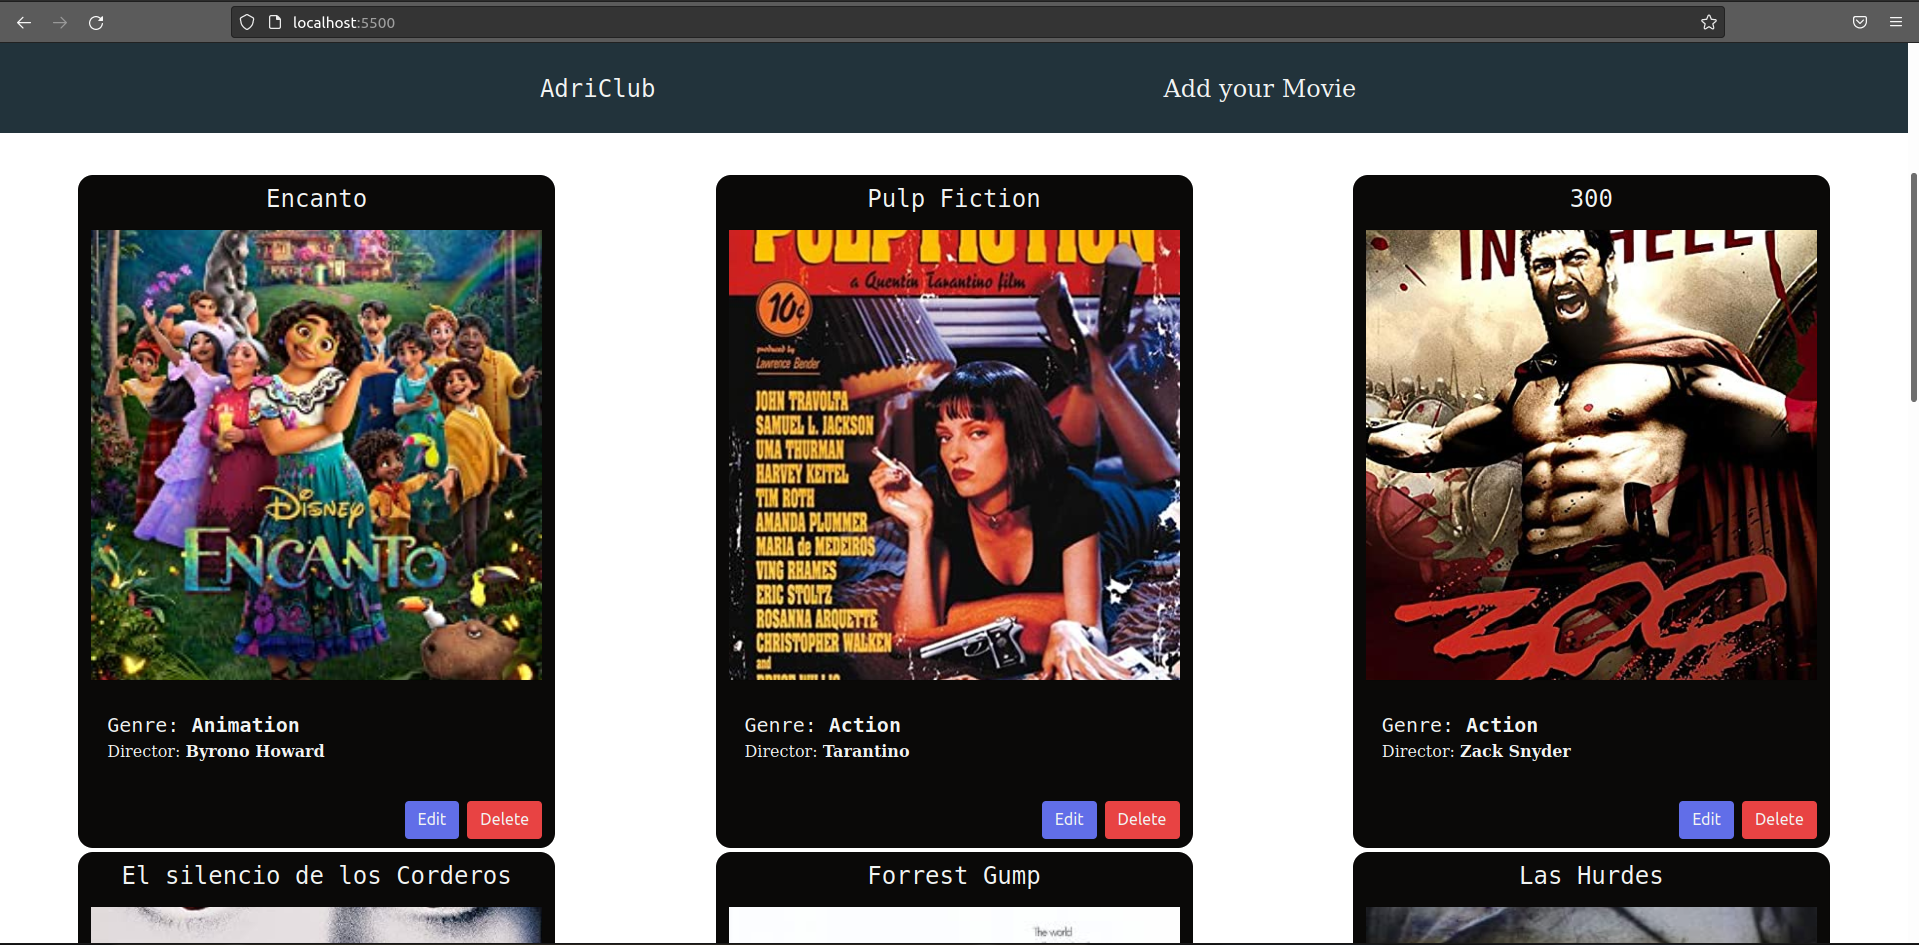 localhost:5500
AdriClub
Add your Movie
Encanto
DISNEY
ENCANTO
Genre: Animation
Director: Byrono Howard
Edit
Delete
Pulp Fiction
PULP FICTION
a Quentin Tarantino film
10¢
produced by
Lawrence Bender
JOHN TRAVOLTA
SAMUEL L. JACKSON
UMA THURMAN
HARVEY KEITEL
TIM ROTH
AMANDA PLUMMER
MARIA de MEDEIROS
VING RHAMES
ERIC STOLTZ
ROSANNA ARQUETTE
CHRISTOPHER WALKEN
and
BRUCE WILLIS
Genre: Action
Director: Tarantino
Edit
Delete
300
IN HELL!
300
Genre: Action
Director: Zack Snyder
Edit
Delete
El silencio de los Corderos
Forrest Gump
The world
Las Hurdes